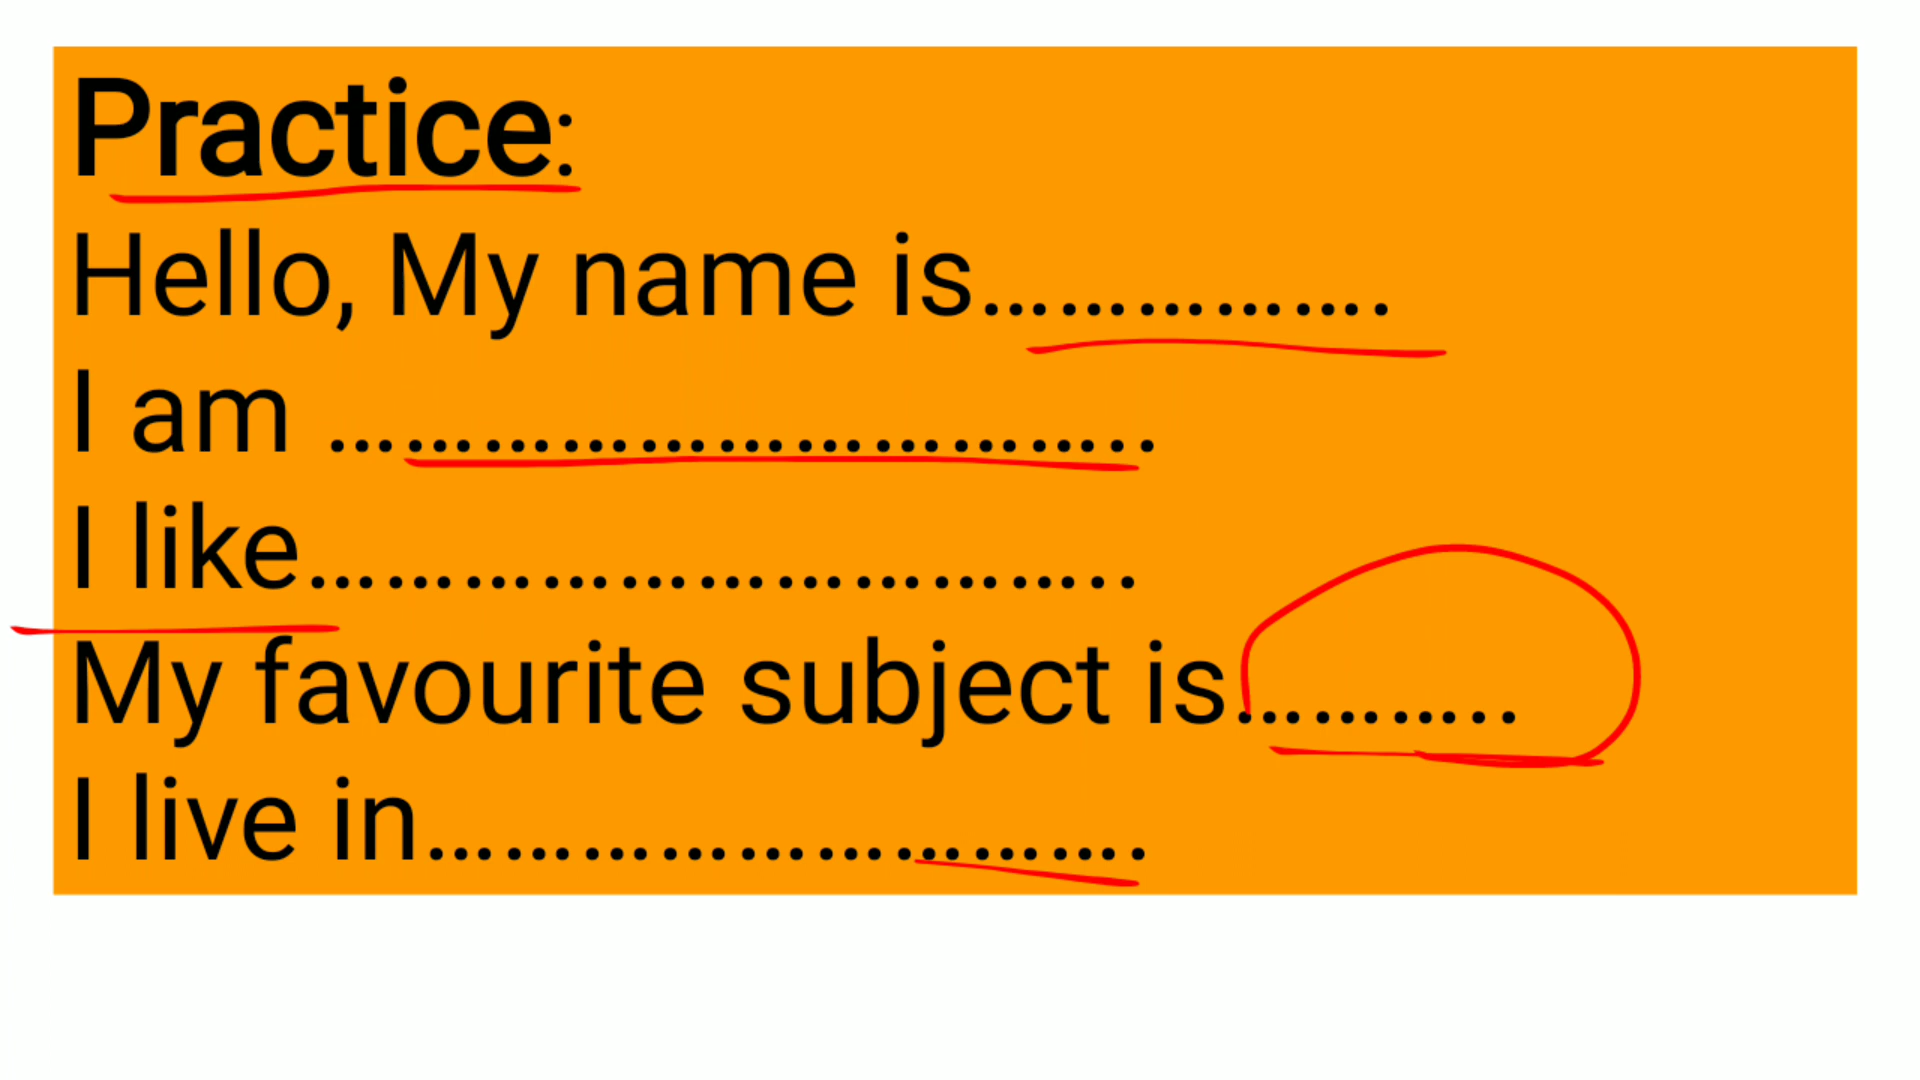 Practice:
Hello, My name is…………….
I am …………………………..
I like…………………………..
My favourite subject is………..
I live in……………………….